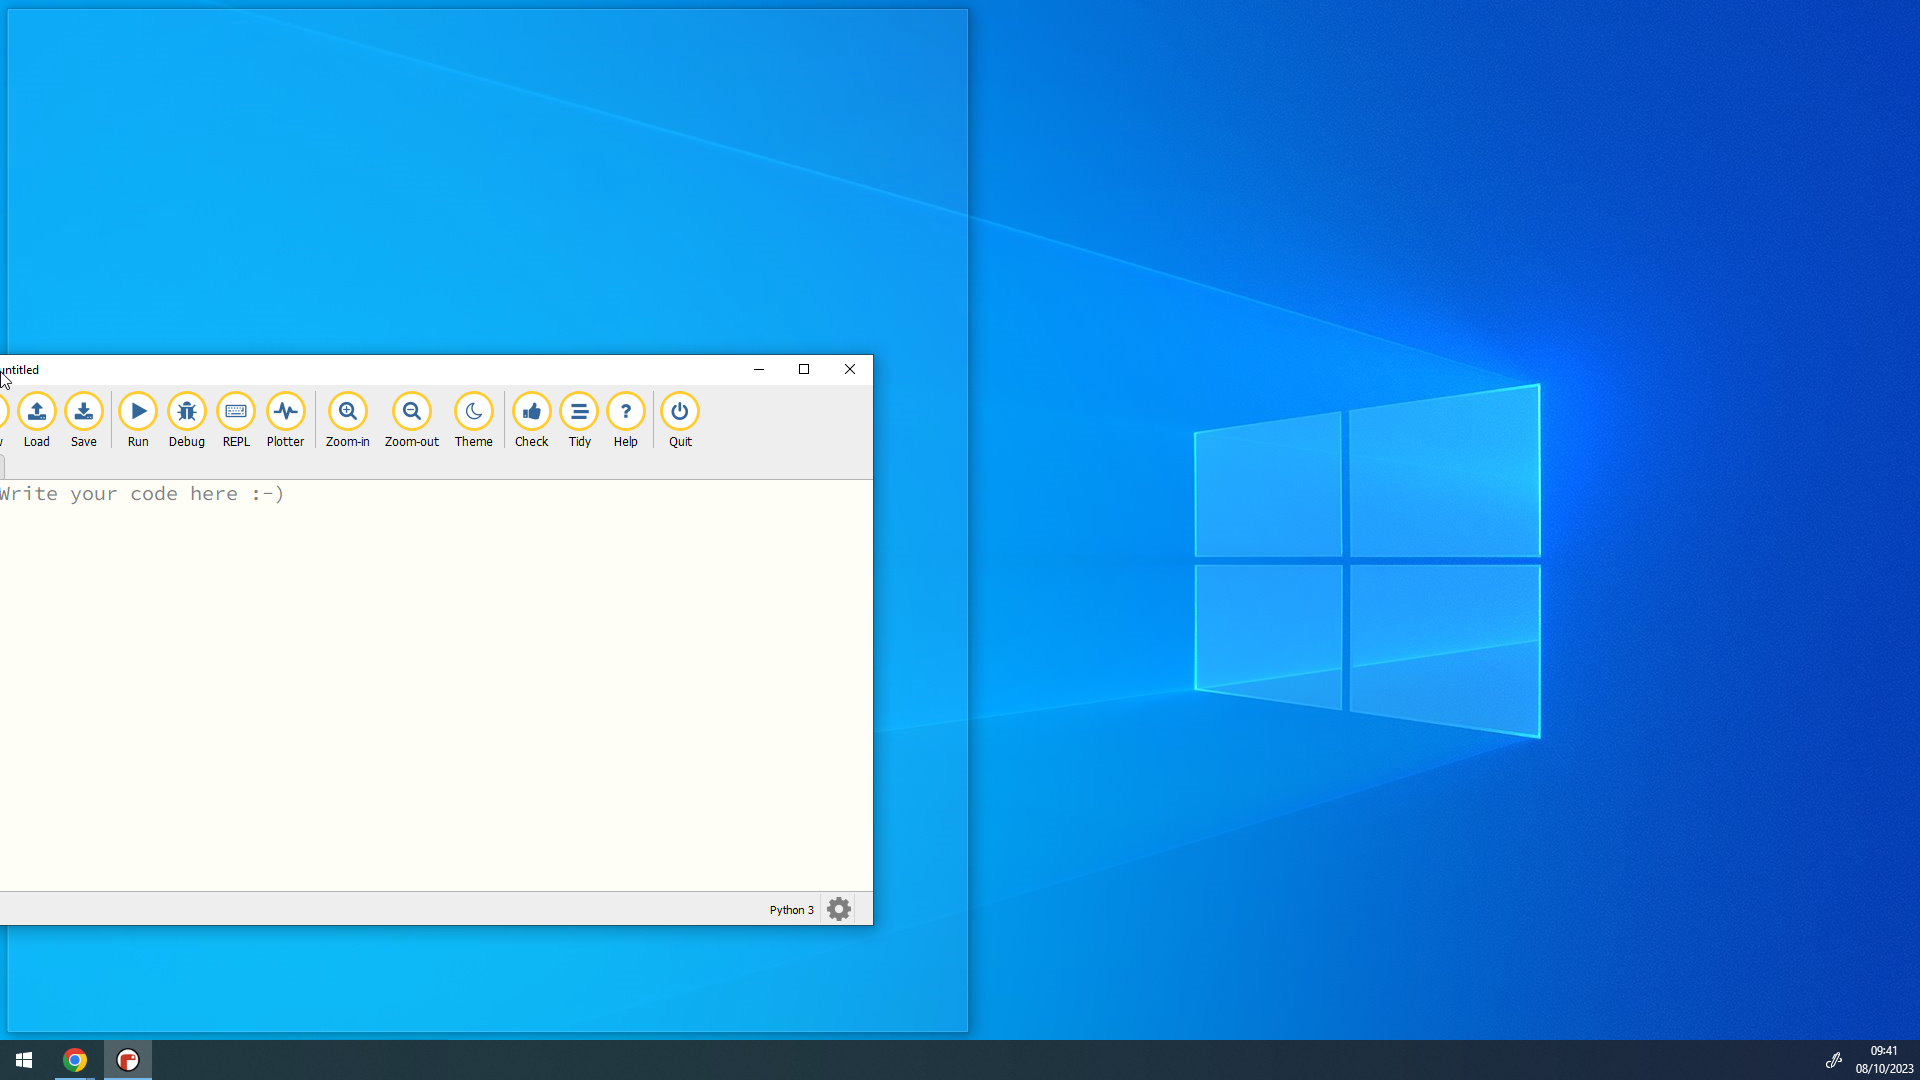 untitled
Load Save Run Debug REPL Plotter Zoom-in Zoom-out Theme Check Tidy Help Quit
Write your code here :-)
Python 3
09:41
08/10/2023